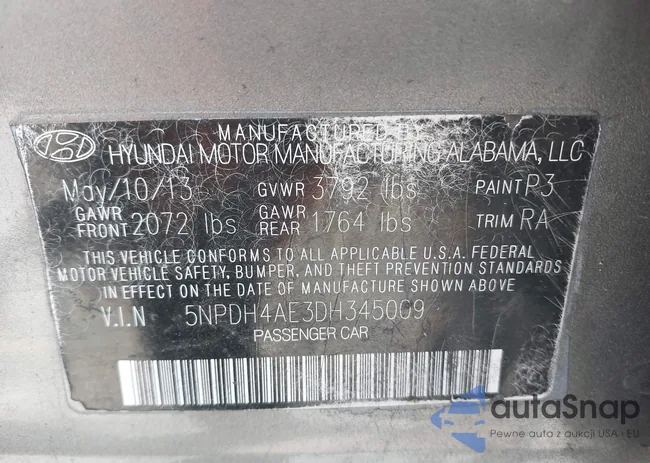 MANUFACTURED BY
HYUNDAI MOTOR MANUFACTURING ALABAMA, LLC
May/10/13 GVWR 3792 lbs PAINT P3
GAWR FRONT 2072 lbs GAWR REAR 1764 lbs TRIM RA
THIS VEHICLE CONFORMS TO ALL APPLICABLE U.S.A. FEDERAL
MOTOR VEHICLE SAFETY, BUMPER, AND THEFT PREVENTION STANDARDS
IN EFFECT ON THE DATE OF MANUFACTURE SHOWN ABOVE
V.I.N 5NPDH4AE3DH345009
PASSENGER CAR
autaSnap
Pewne auta z aukcji USA i EU